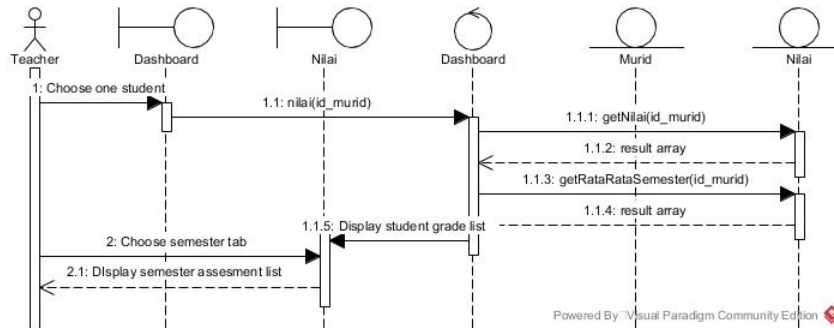 Teacher
Dashboard
Nilai
Dashboard
Murid
Nilai
1: Choose one student
1.1: nilai(id_murid)
1.1.1: getNilai(id_murid)
1.1.2: result array
1.1.3: getRataRataSemester(id_murid)
1.1.4: result array
1.1.5: Display student grade list
2: Choose semester tab
2.1: DIsplay semester assesment list
Powered By Visual Paradigm Community Edition